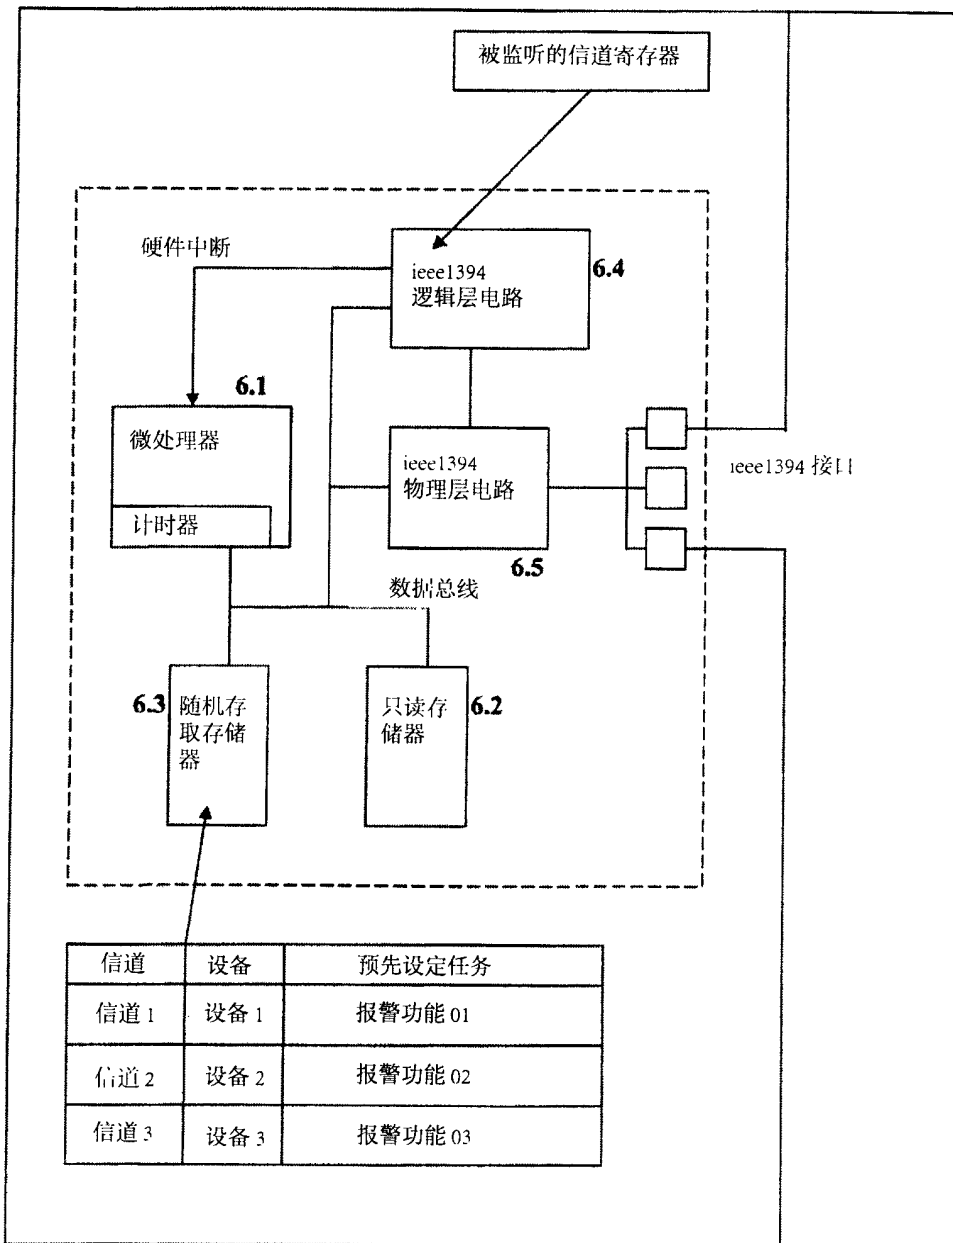 被监听的信道寄存器
硬件中断
ieee1394
逻辑层电路
6.4
6.1
微处理器
计时器
ieee1394
物理层电路
6.5
ieee1394 接口
数据总线
6.3
随机存
取存储
器
只读存
储器
6.2
信道 设备 预先设定任务
信道 1 设备 1 报警功能 01
信道 2 设备 2 报警功能 02
信道 3 设备 3 报警功能 03